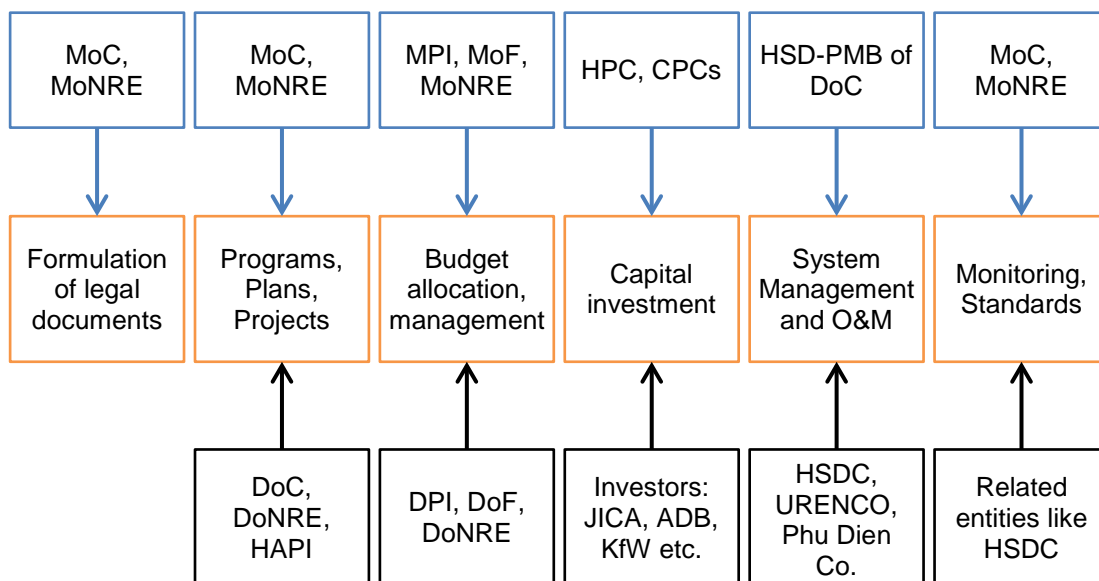 MoC,
MoNRE
MoC,
MoNRE
MPI, MoF,
MoNRE
HPC, CPCs
HSD-PMB of
DoC
MoC,
MoNRE
Formulation
of legal
documents
Programs,
Plans,
Projects
Budget
allocation,
management
Capital
investment
System
Management
and O&M
Monitoring,
Standards
DoC,
DoNRE,
HAPI
DPI, DoF,
DoNRE
Investors:
JICA, ADB,
KfW etc.
HSDC,
URENCO,
Phu Dien
Co.
Related
entities like
HSDC